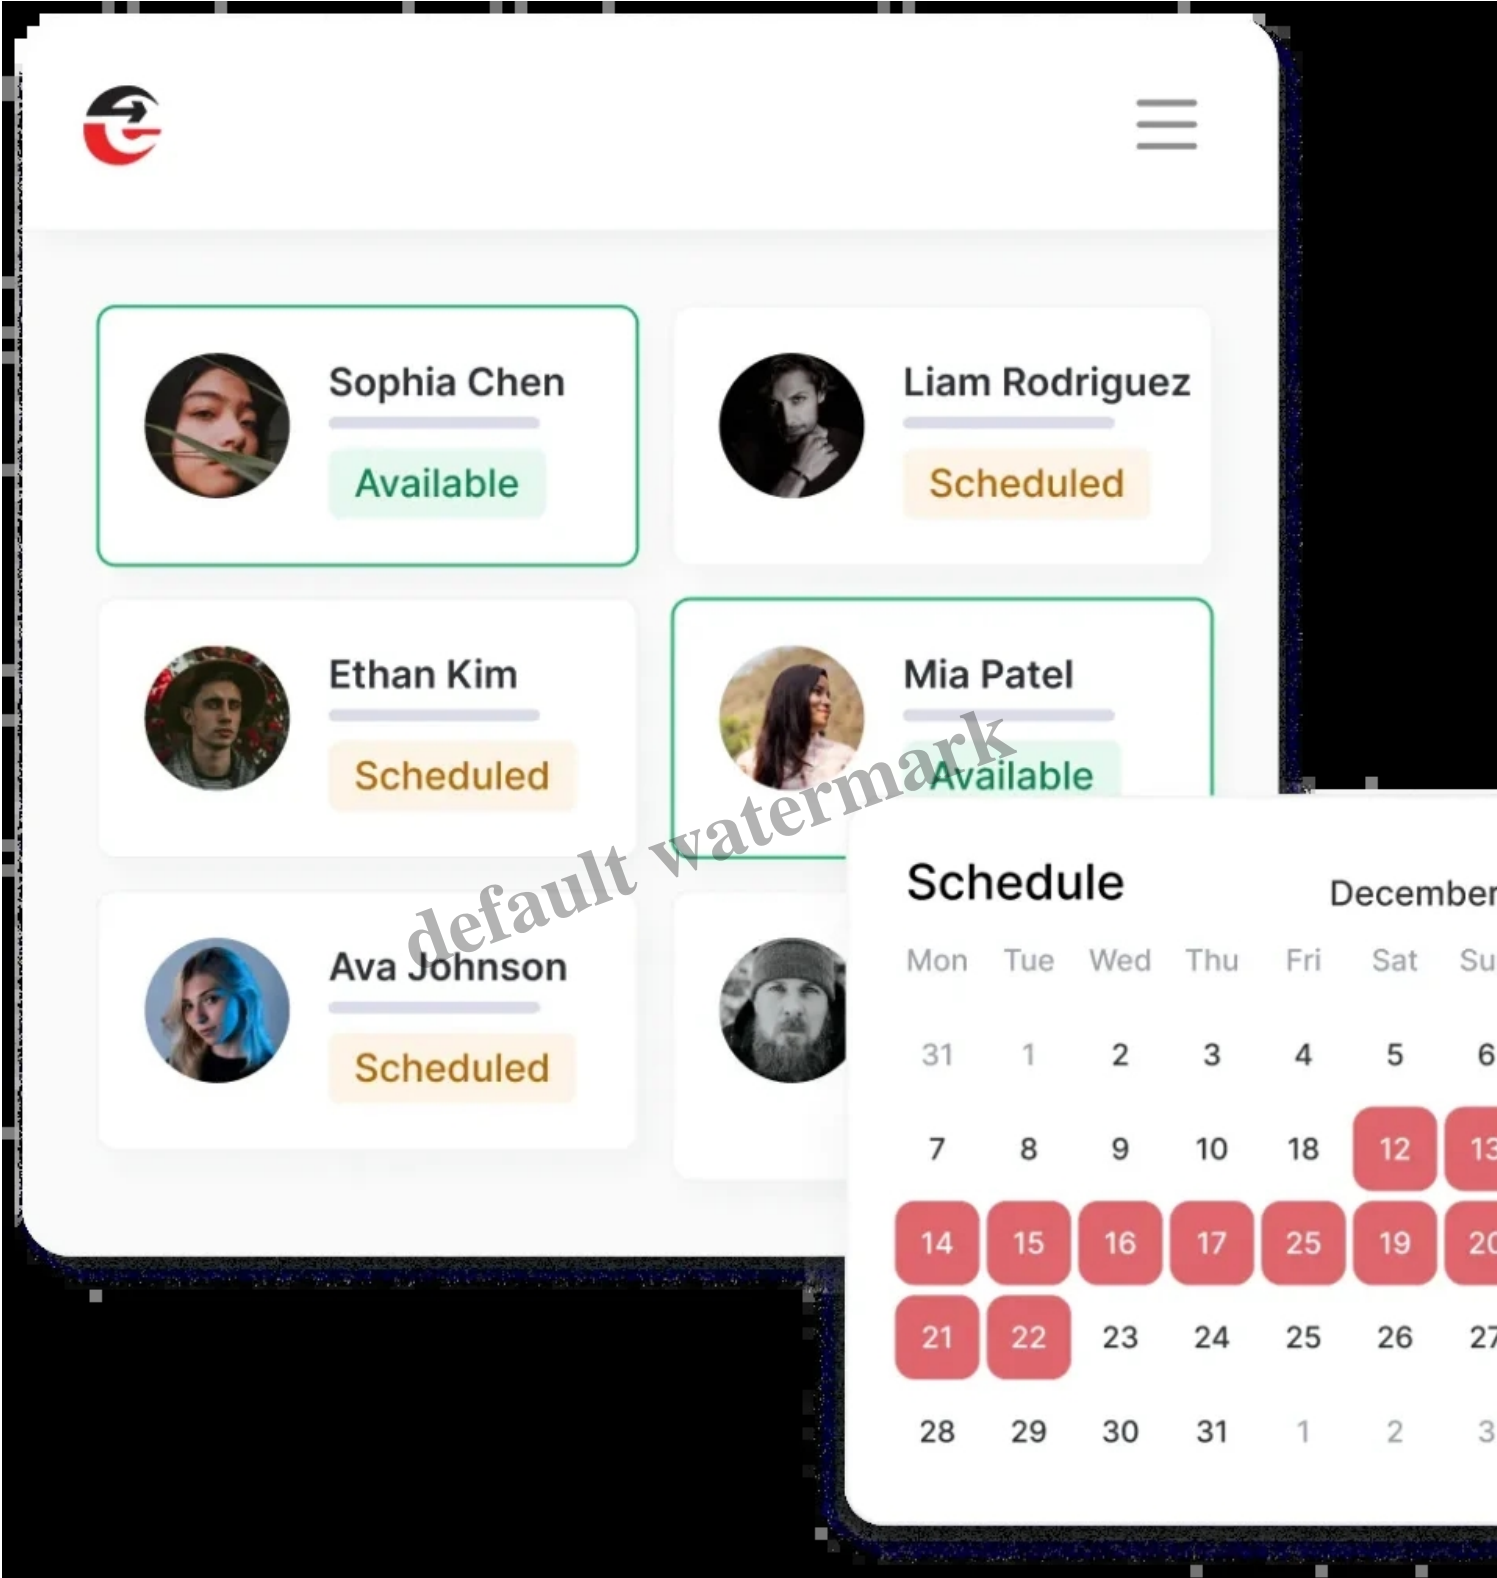 Sophia Chen
Available
Liam Rodriguez
Scheduled
Ethan Kim
Scheduled
Mia Patel
Available
default watermark
Ava Johnson
Scheduled
Schedule
December
Mon Tue Wed Thu Fri Sat Su
31 1 2 3 4 5 6
7 8 9 10 18 12 13
14 15 16 17 25 19 20
21 22 23 24 25 26 27
28 29 30 31 1 2 3